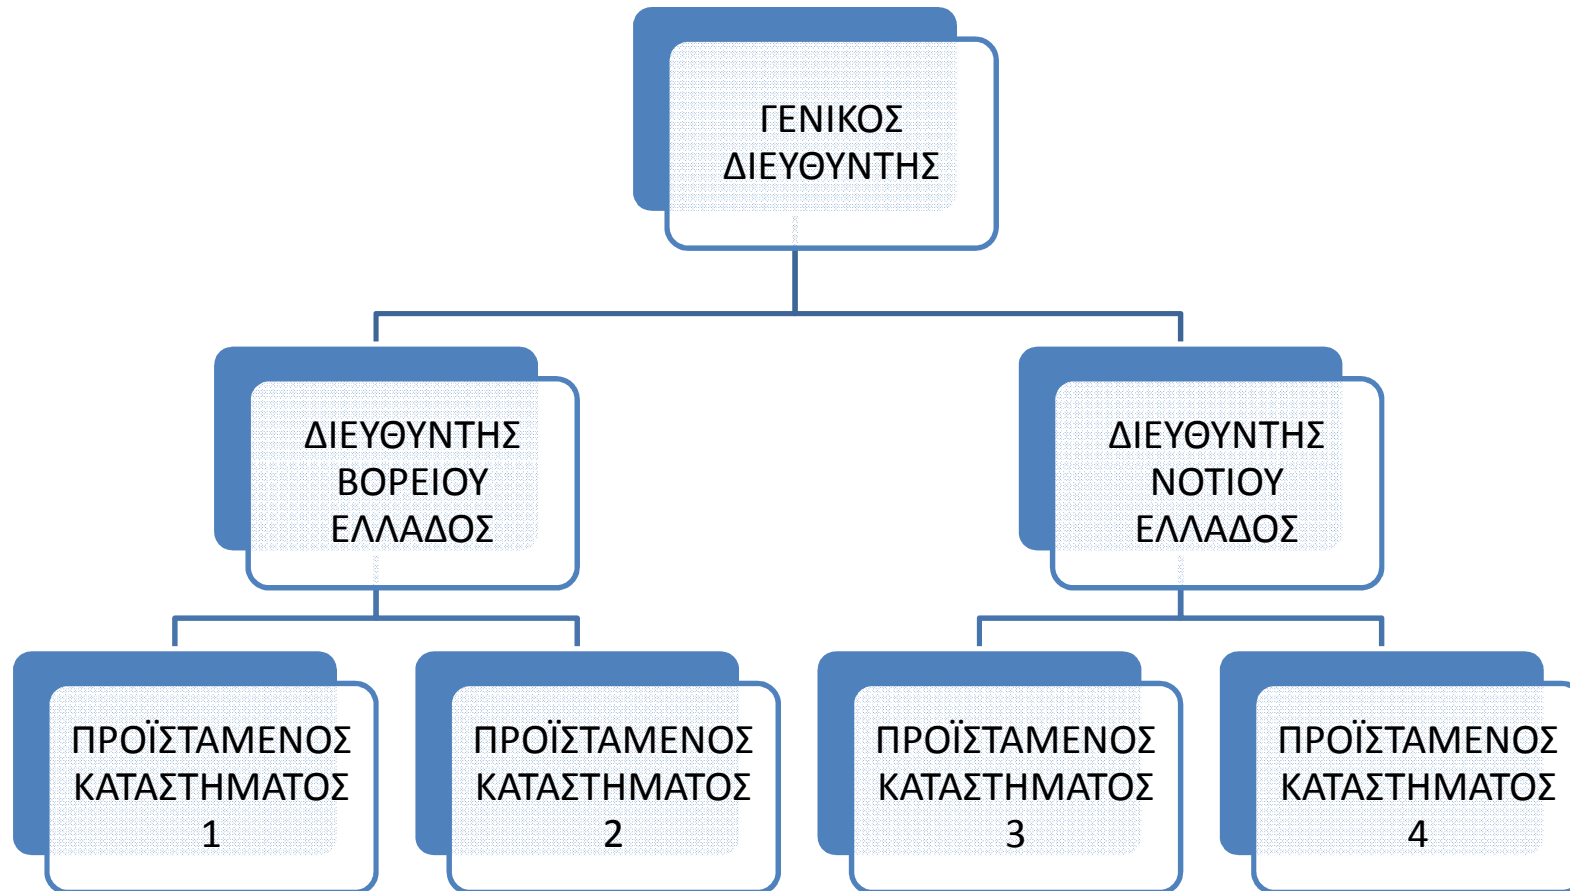 ΓΕΝΙΚΟΣ
ΔΙΕΥΘΥΝΤΗΣ
ΔΙΕΥΘΥΝΤΗΣ
ΒΟΡΕΙΟΥ
ΕΛΛΑΔΟΣ
ΔΙΕΥΘΥΝΤΗΣ
ΝΟΤΙΟΥ
ΕΛΛΑΔΟΣ
ΠΡΟΪΣΤΑΜΕΝΟΣ
ΚΑΤΑΣΤΗΜΑΤΟΣ
1
ΠΡΟΪΣΤΑΜΕΝΟΣ
ΚΑΤΑΣΤΗΜΑΤΟΣ
2
ΠΡΟΪΣΤΑΜΕΝΟΣ
ΚΑΤΑΣΤΗΜΑΤΟΣ
3
ΠΡΟΪΣΤΑΜΕΝΟΣ
ΚΑΤΑΣΤΗΜΑΤΟΣ
4